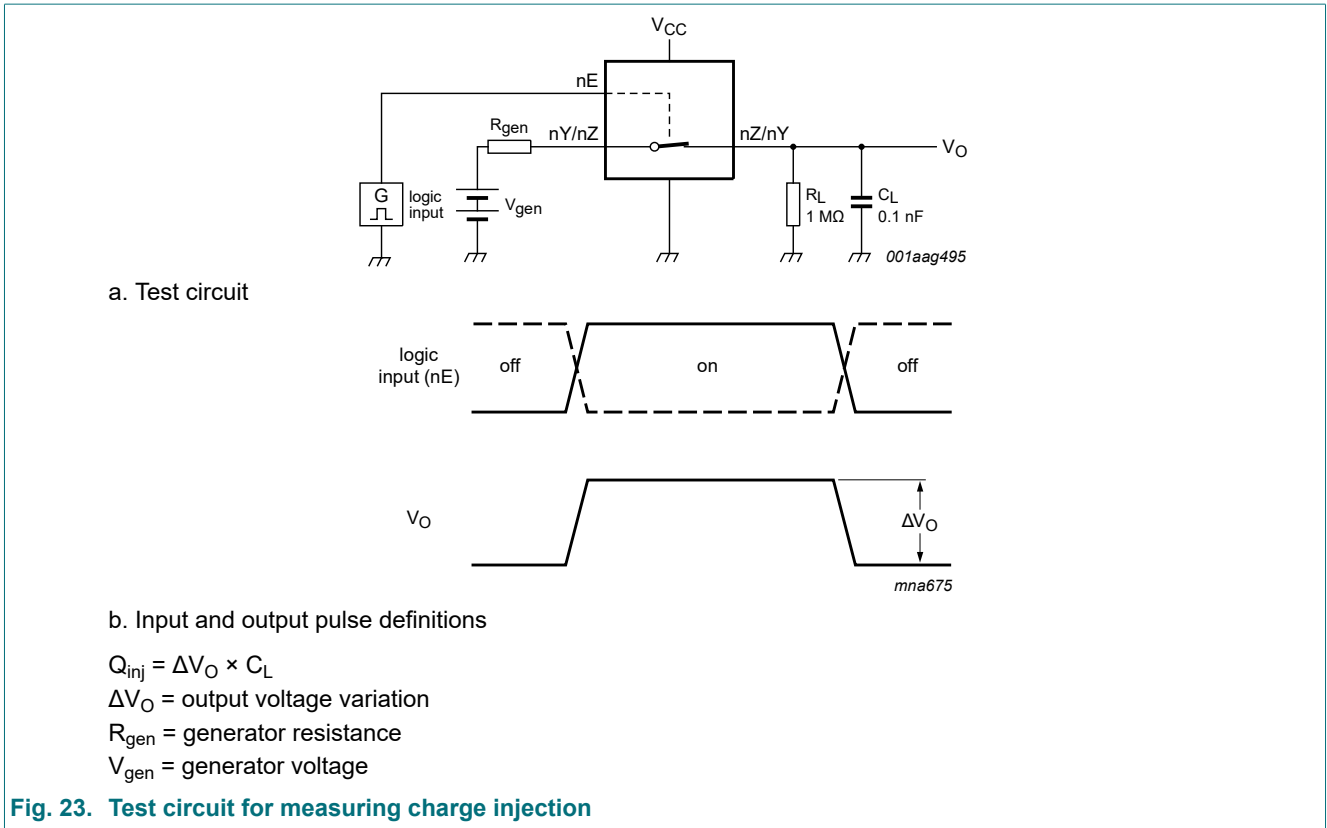 VCC
nE
Rgen
nY/nZ
nZ/nY
VO
G
logic
input
Vgen
RL
1 MΩ
CL
0.1 nF
001aag495
a. Test circuit
logic
input (nE)
off
on
off
VO
ΔVO
mna675
b. Input and output pulse definitions
Qinj = ΔVO × CL
ΔVO = output voltage variation
Rgen = generator resistance
Vgen = generator voltage
Fig. 23. Test circuit for measuring charge injection